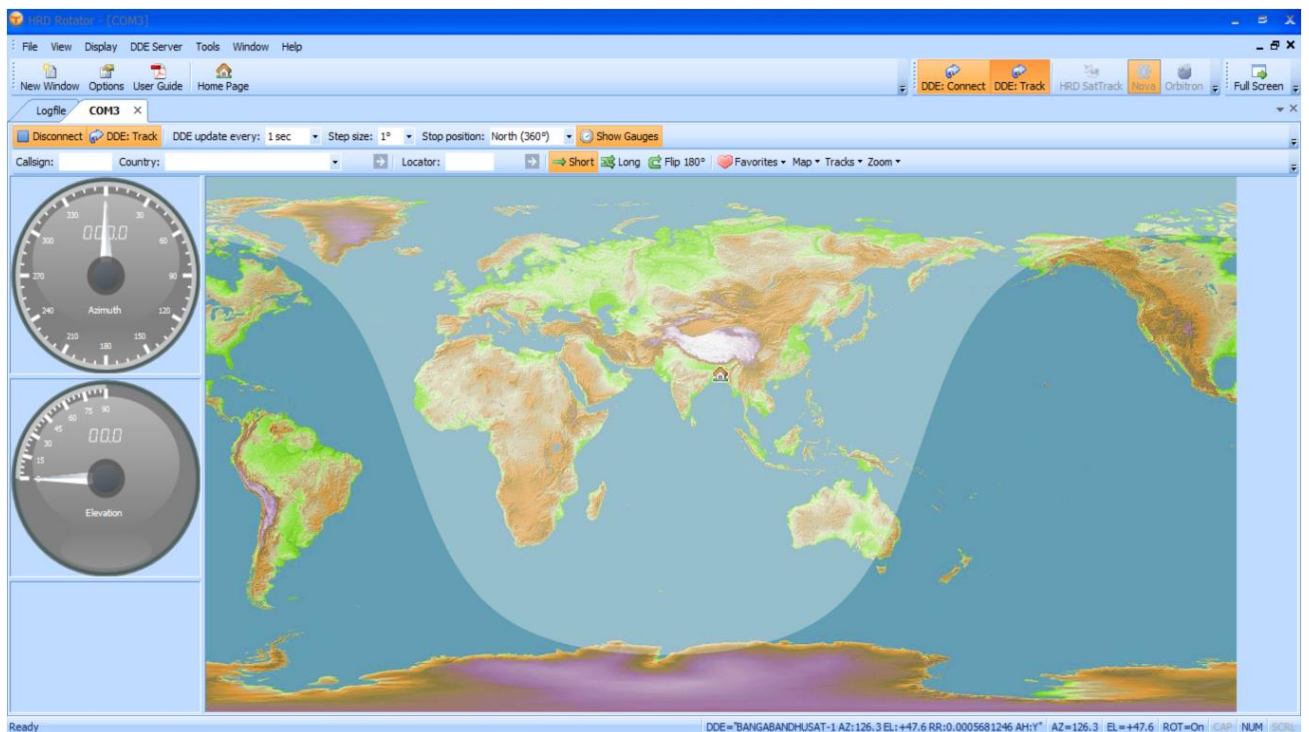 HRD Rotator - [COM3]
File View Display DDE Server Tools Window Help
New Window Options User Guide Home Page DDE: Connect DDE: Track HRD SatTrack Nova Orbitron Full Screen
Logfile COM3
Disconnect DDE: Track DDE update every: 1 sec Step size: 1° Stop position: North (360°) Show Gauges
Callsign: Country: Locator: Short Long Flip 180° Favorites Map Tracks Zoom
330 30
000.0
300 60
270 90
240 Azimuth 120
210 150
180
75 90
60
45 00.0
30
15
0
Elevation
Ready DDE="BANGABANDHUSAT-1 AZ:126.3 EL:+47.6 RR:0.0005681246 AH:Y" AZ=126.3 EL=+47.6 ROT=On CAP NUM SCRL